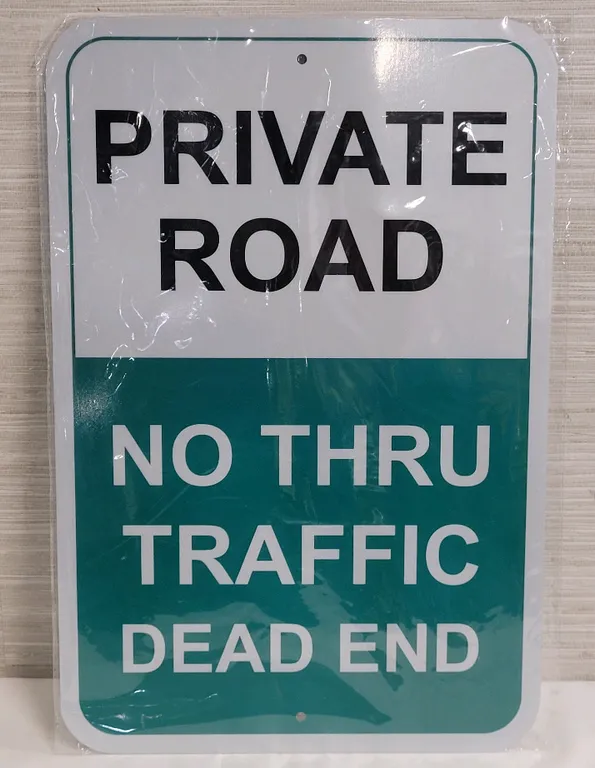 PRIVATE
ROAD
NO THRU
TRAFFIC
DEAD END